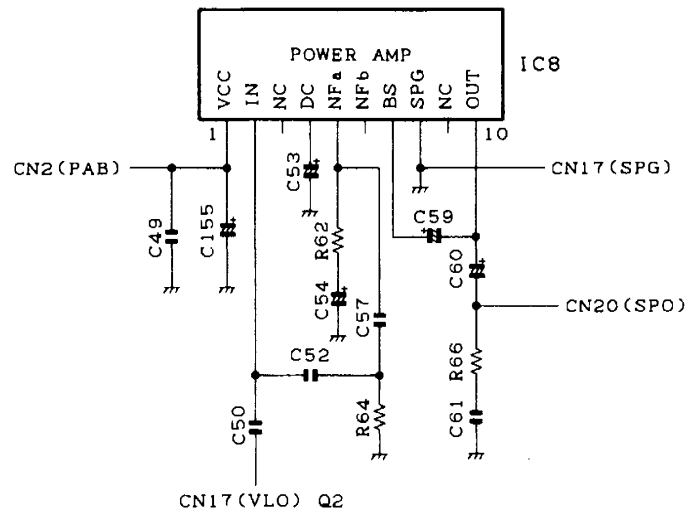 POWER AMP
IC8
VCC
IN
NC
DC
NFa
NFb
BS
SPG
NC
OUT
1
10
CN2(PAB)
CN17(SPG)
C53
C59
C49
C155
R62
C60
C54
C57
CN20(SPO)
C52
R66
C50
R64
C61
CN17(VLO) Q2